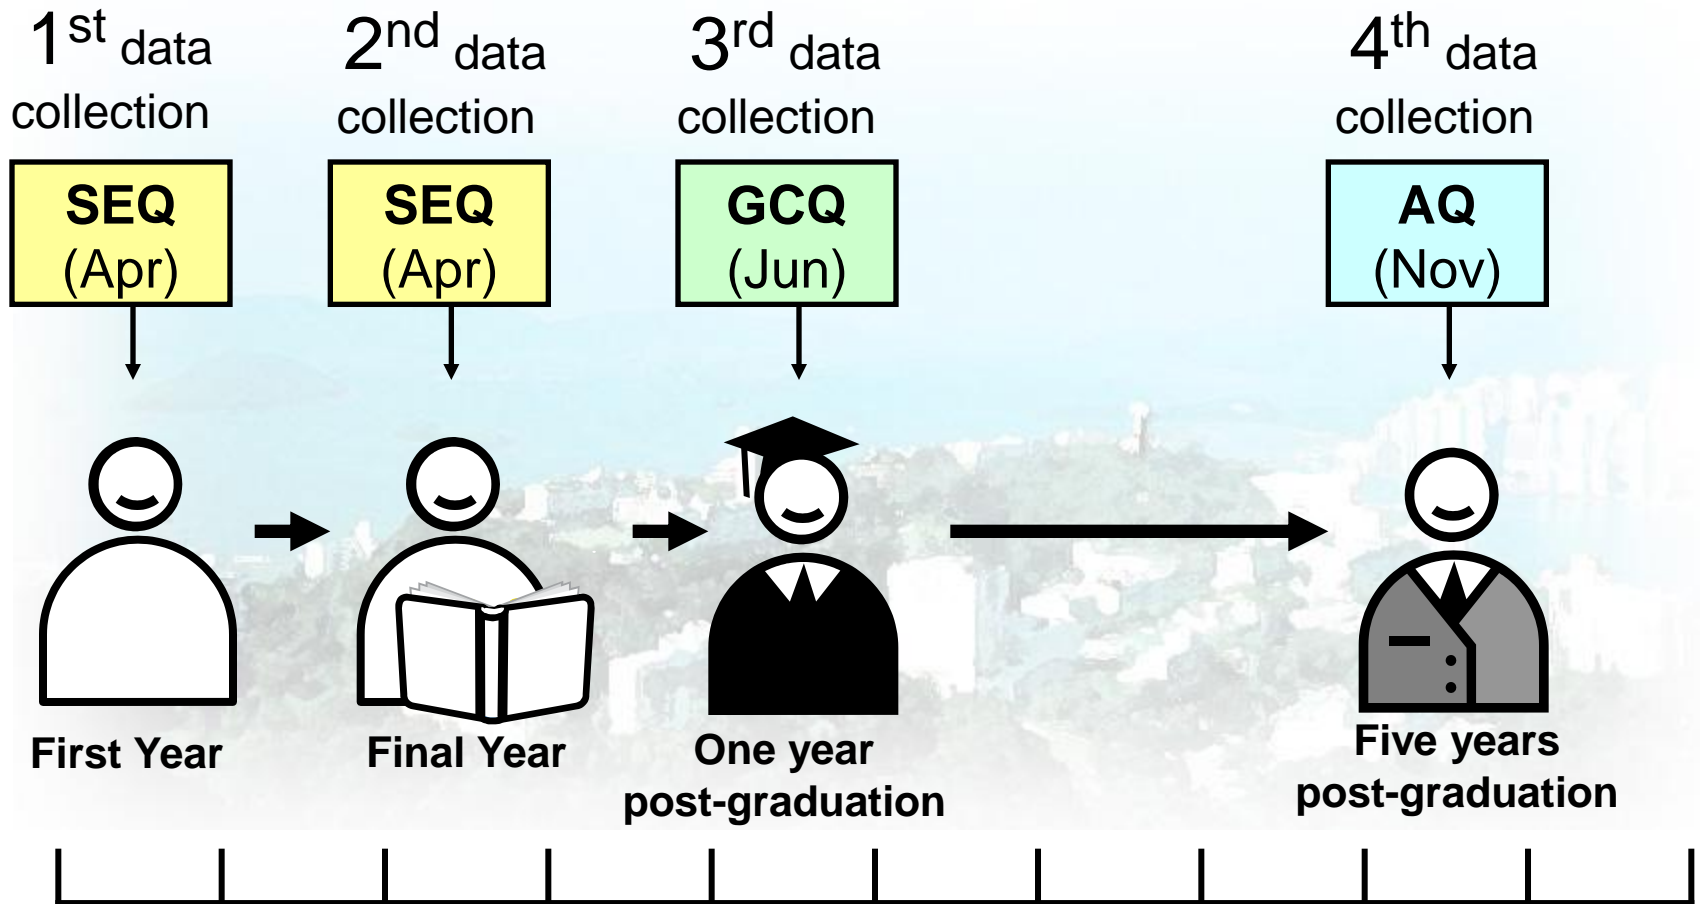 1st data
collection
SEQ
(Apr)
First Year
2nd data
collection
SEQ
(Apr)
Final Year
3rd data
collection
GCQ
(Jun)
One year
post-graduation
4th data
collection
AQ
(Nov)
Five years
post-graduation